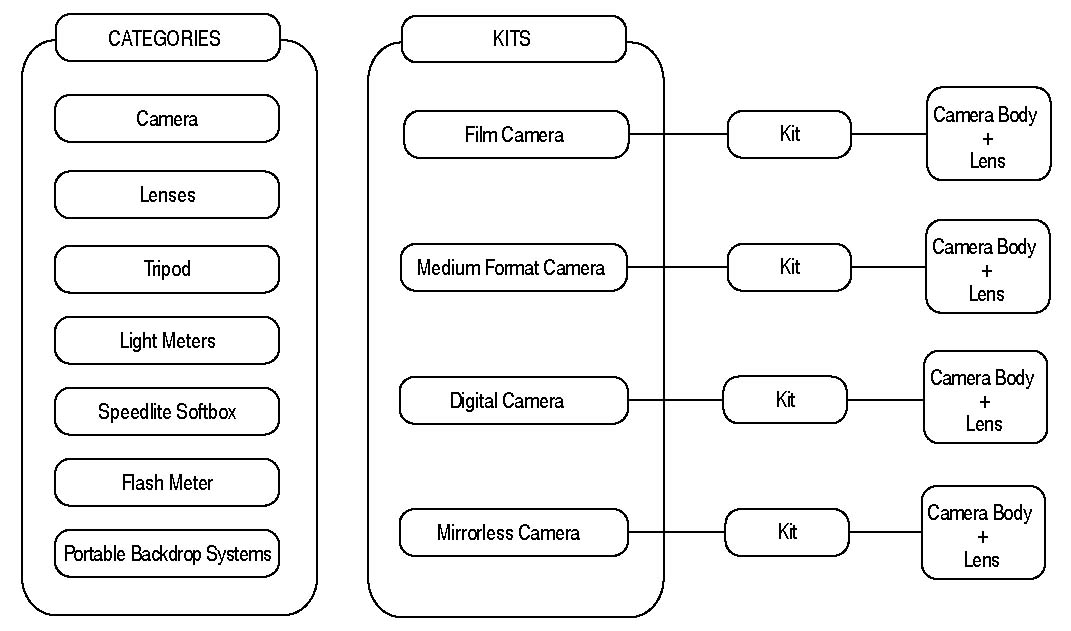 CATEGORIES
Camera
Lenses
Tripod
Light Meters
Speedlite Softbox
Flash Meter
Portable Backdrop Systems
KITS
Film Camera
Kit
Camera Body
+
Lens
Medium Format Camera
Kit
Camera Body
+
Lens
Digital Camera
Kit
Camera Body
+
Lens
Mirrorless Camera
Kit
Camera Body
+
Lens